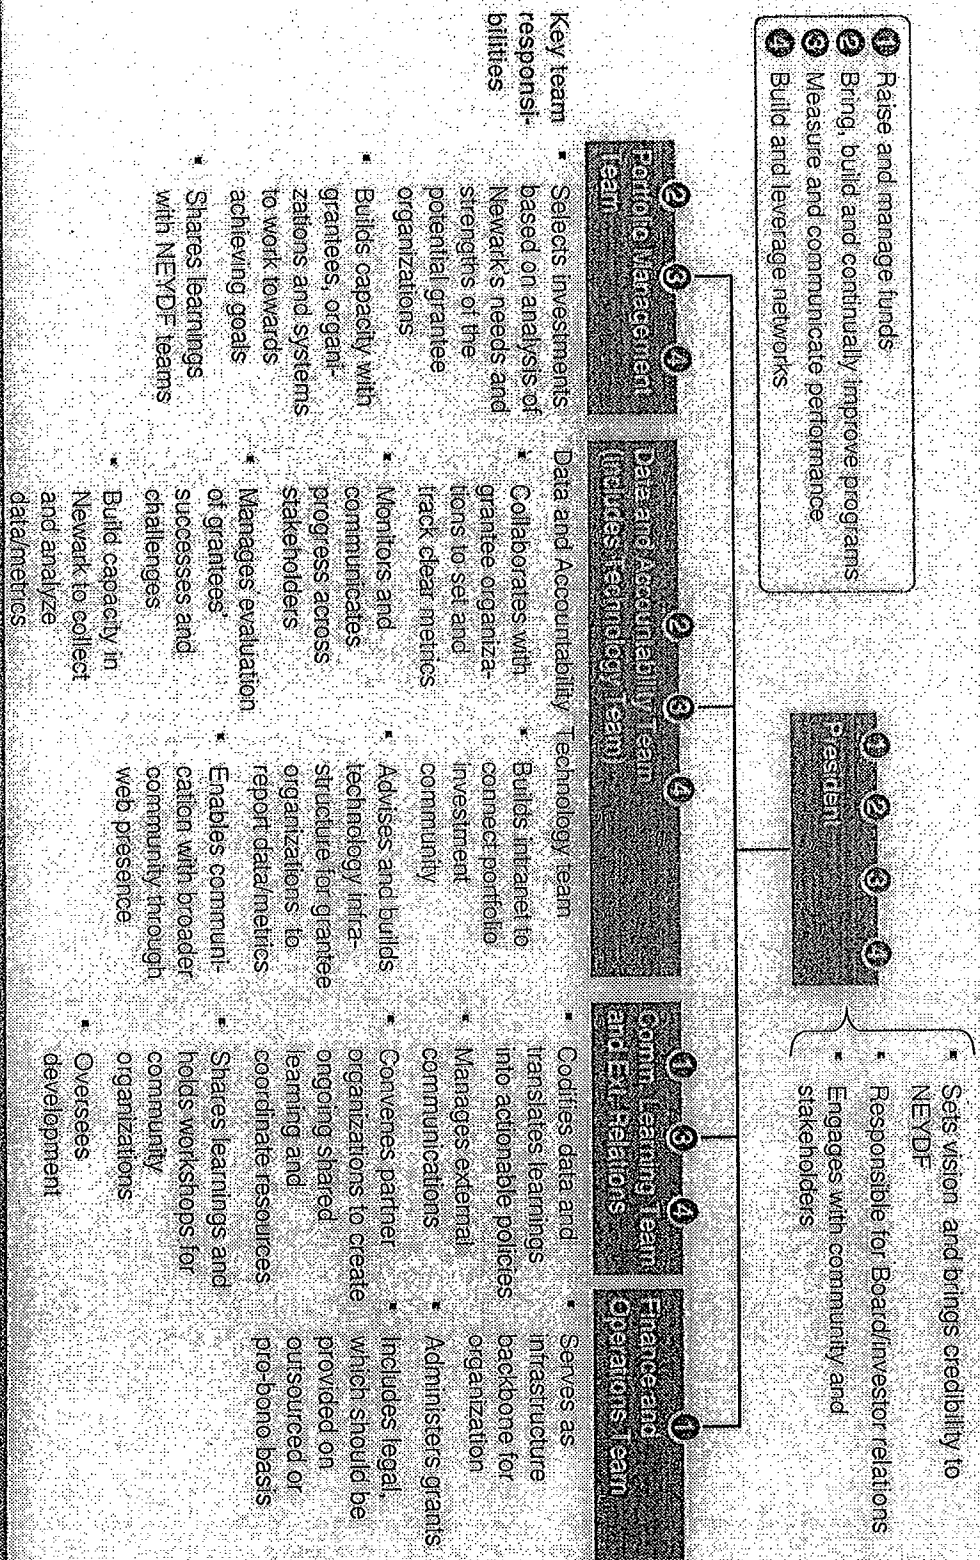 1 Raise and manage funds
2 Bring, build and continually improve programs
3 Measure and communicate performance
4 Build and leverage networks
1 2 3 4
President
▪ Sets vision and brings credibility to
NEYDF
▪ Responsible for Board/investor relations
▪ Engages with community and
stakeholders
2 3 4
Portfolio Management
Team
2 3 4
Data and Accountability Team
(Includes Technology Team)
1 3 4
Comm, Learning Team
and Ext. Relations
1
Finance and
Operations Team
Key team
responsi-
bilities
▪ Selects investments
based on analysis of
Newark's needs and
strengths of the
potential grantee
organizations
▪ Builds capacity with
grantees, organi-
zations and systems
to work towards
achieving goals
▪ Shares learnings
with NEYDF teams
Data and Accountability
▪ Collaborates with
grantee organiza-
tions to set and
track clear metrics
▪ Monitors and
communicates
progress across
stakeholders
▪ Manages evaluation
of grantees'
successes and
challenges
▪ Build capacity in
Newark to collect
and analyze
data/metrics
Technology team
▪ Builds intranet to
connect portfolio
investment
community
▪ Advises and builds
technology infra-
structure for grantee
organizations to
report data/metrics
▪ Enables communi-
cation with broader
community through
web presence
▪ Codifies data and
translates learnings
into actionable policies
▪ Manages external
communications
▪ Convenes partner
organizations to create
ongoing shared
learning and
coordinate resources
▪ Shares learnings and
holds workshops for
community
organizations
▪ Oversees
development
▪ Serves as
infrastructure
backbone for
organization
▪ Administers grants
▪ Includes legal,
which should be
provided on
oursourced or
pro-bono basis